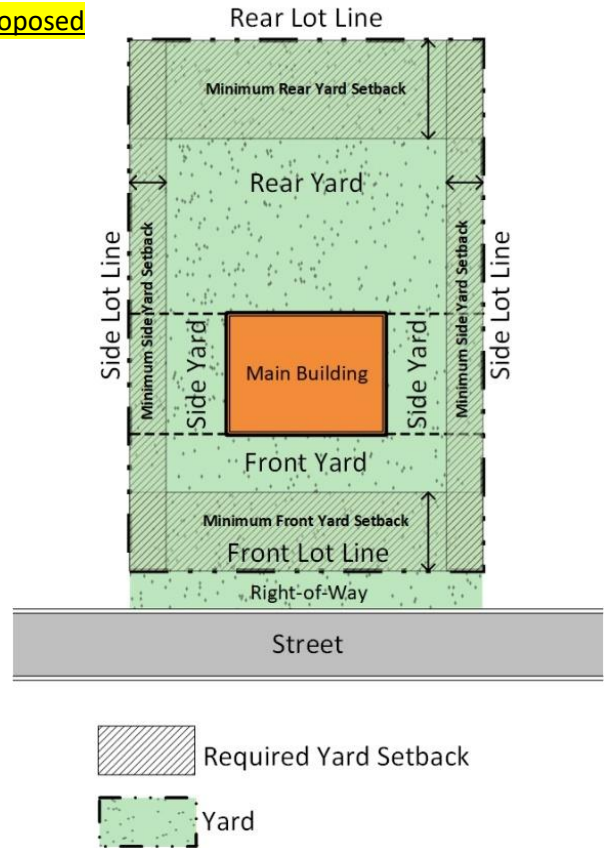 oposed
Rear Lot Line
Minimum Rear Yard Setback
Rear Yard
Side Lot Line
Minimum Side Yard Setback
Side Yard
Main Building
Side Yard
Minimum Side Yard Setback
Side Lot Line
Front Yard
Minimum Front Yard Setback
Front Lot Line
Right-of-Way
Street
Required Yard Setback
Yard